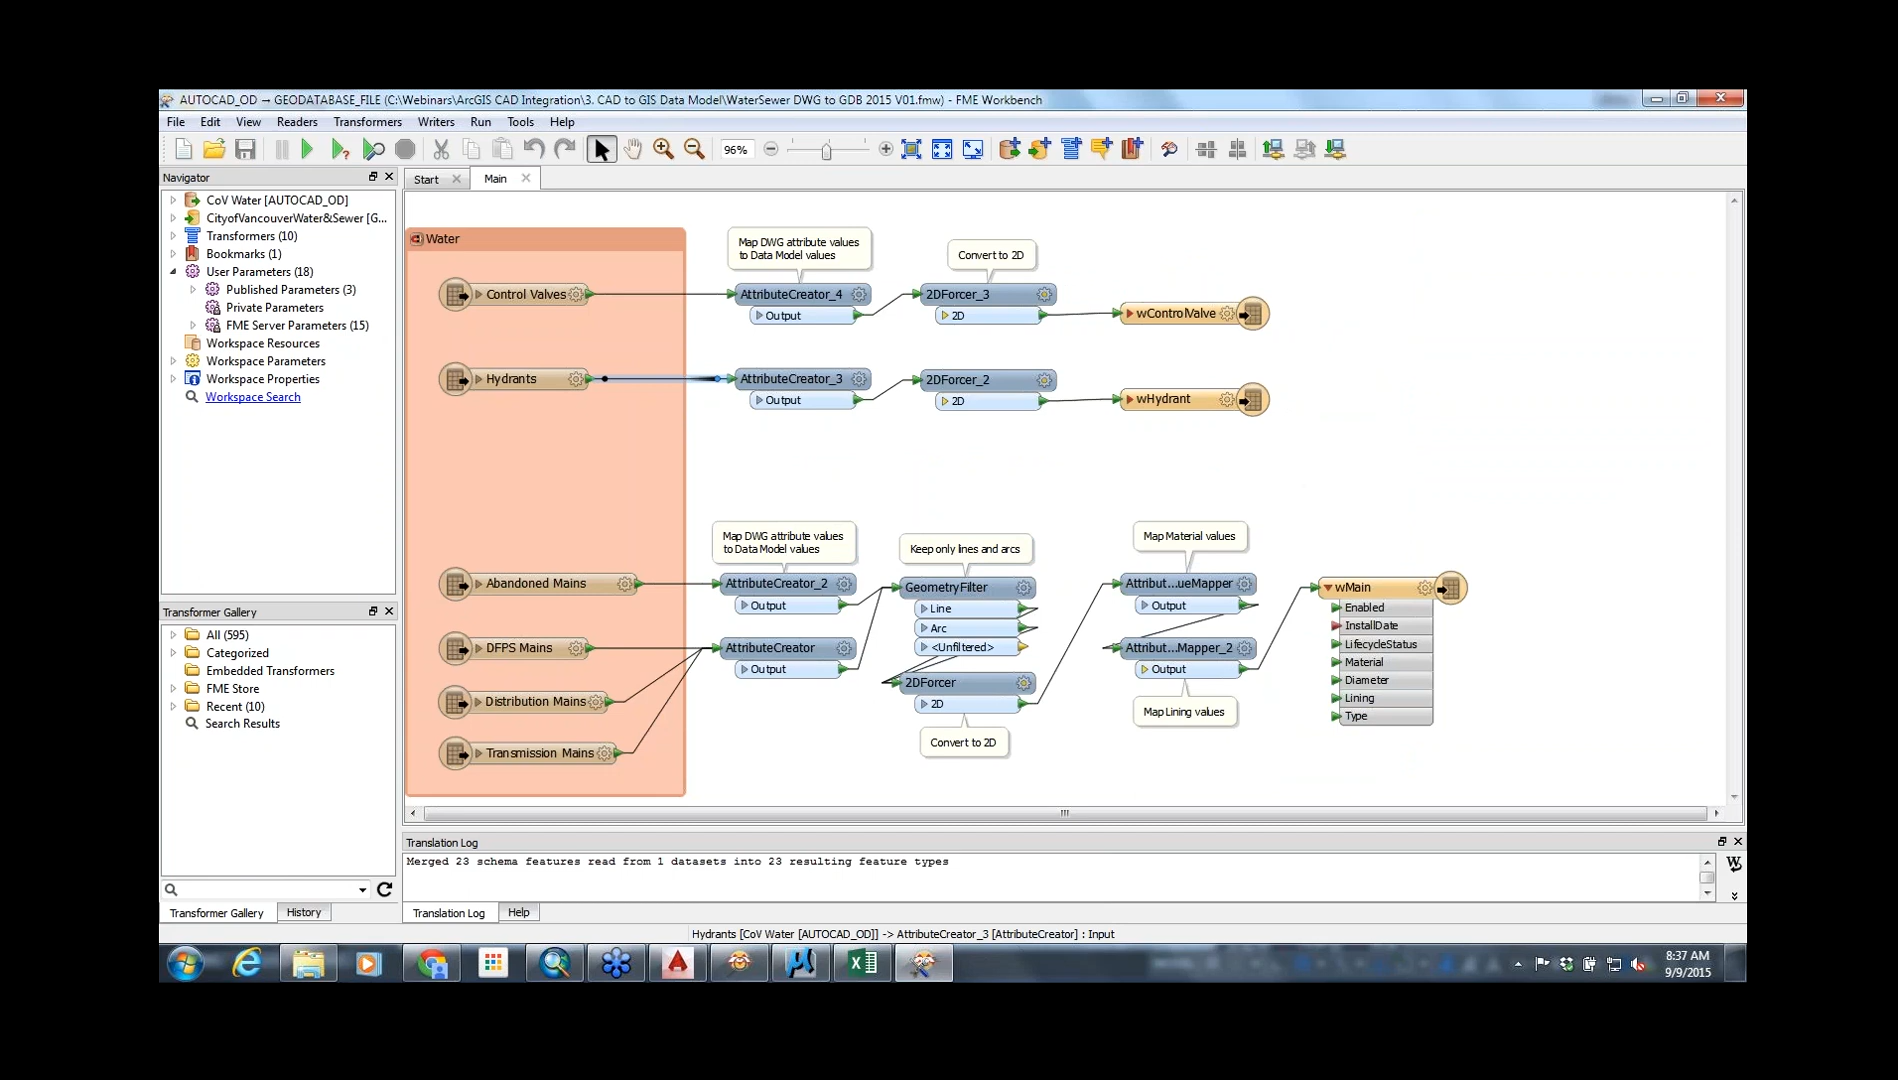 AUTOCAD_OD → GEODATABASE_FILE (C:\Webinars\ArcGIS CAD Integration\3. CAD to GIS Data Model\WaterSewer DWG to GDB 2015 V01.fmw) - FME Workbench
File Edit View Readers Transformers Writers Run Tools Help
96%
Navigator
CoV Water [AUTOCAD_OD]
CityofVancouverWater&Sewer [G...
Transformers (10)
Bookmarks (1)
User Parameters (18)
Published Parameters (3)
Private Parameters
FME Server Parameters (15)
Workspace Resources
Workspace Parameters
Workspace Properties
Workspace Search
Transformer Gallery
All (595)
Categorized
Embedded Transformers
FME Store
Recent (10)
Search Results
Transformer Gallery History
Start Main
Water
Map DWG attribute values
to Data Model values
Convert to 2D
Control Valves
AttributeCreator_4
Output
2DForcer_3
2D
wControlValve
Hydrants
AttributeCreator_3
Output
2DForcer_2
2D
wHydrant
Map DWG attribute values
to Data Model values
Keep only lines and arcs
Map Material values
Abandoned Mains
AttributeCreator_2
Output
GeometryFilter
Line
Arc
<Unfiltered>
Attribut...ueMapper
Output
wMain
Enabled
InstallDate
LifecycleStatus
Material
Diameter
Lining
Type
DFPS Mains
AttributeCreator
Output
2DForcer
2D
Attribut...Mapper_2
Output
Distribution Mains
Transmission Mains
Convert to 2D
Map Lining values
Translation Log
Merged 23 schema features read from 1 datasets into 23 resulting feature types
Translation Log Help
Hydrants [CoV Water [AUTOCAD_OD]] -> AttributeCreator_3 [AttributeCreator] : Input
8:37 AM
9/9/2015